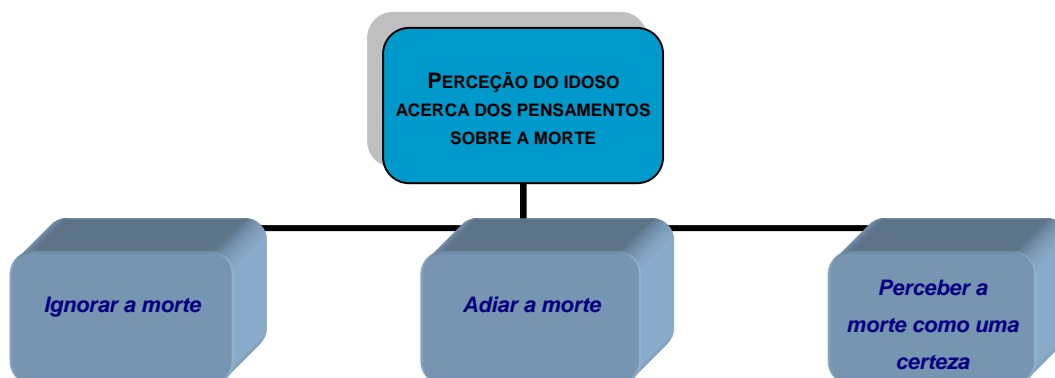 PERCEÇÃO DO IDOSO
ACERCA DOS PENSAMENTOS
SOBRE A MORTE
Ignorar a morte
Adiar a morte
Perceber a
morte como uma
certeza